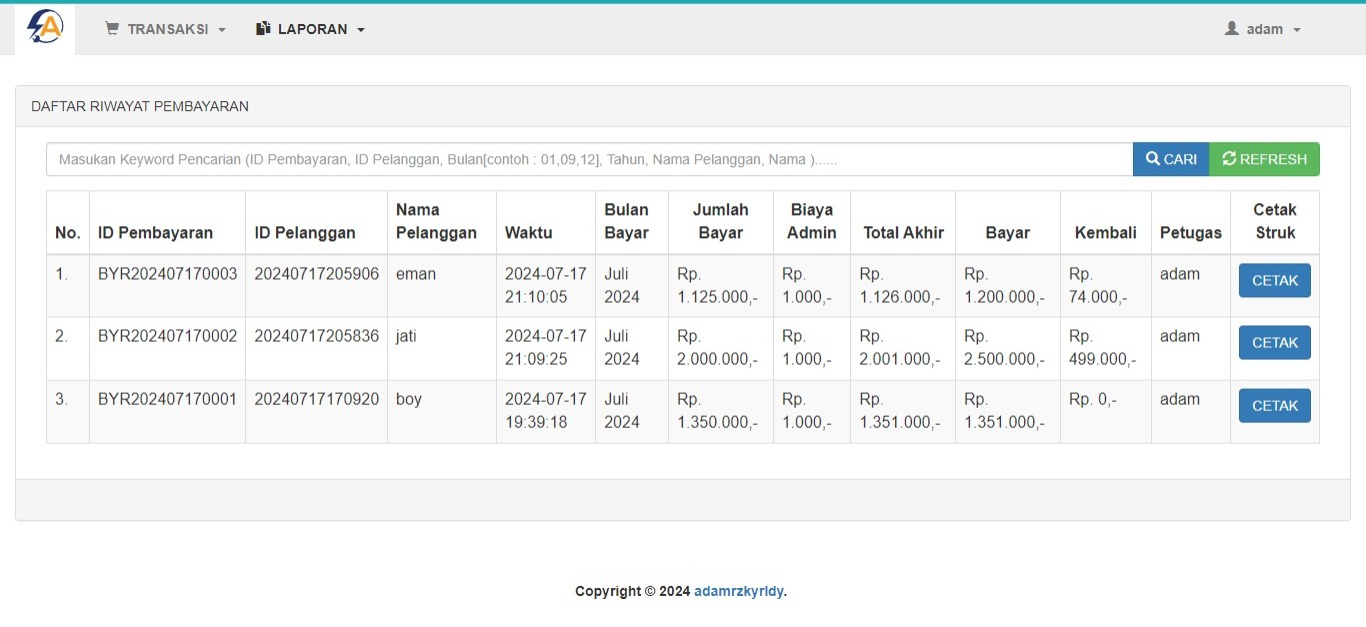 TRANSAKSI LAPORAN adam
DAFTAR RIWAYAT PEMBAYARAN
Masukan Keyword Pencarian (ID Pembayaran, ID Pelanggan, Bulan[contoh : 01,09,12], Tahun, Nama Pelanggan, Nama )...... CARI REFRESH
No. ID Pembayaran ID Pelanggan Nama Pelanggan Waktu Bulan Bayar Jumlah Bayar Biaya Admin Total Akhir Bayar Kembali Petugas Cetak Struk
1. BYR202407170003 20240717205906 eman 2024-07-17 21:10:05 Juli 2024 Rp. 1.125.000,- Rp. 1.000,- Rp. 1.126.000,- Rp. 1.200.000,- Rp. 74.000,- adam CETAK
2. BYR202407170002 20240717205836 jati 2024-07-17 21:09:25 Juli 2024 Rp. 2.000.000,- Rp. 1.000,- Rp. 2.001.000,- Rp. 2.500.000,- Rp. 499.000,- adam CETAK
3. BYR202407170001 20240717170920 boy 2024-07-17 19:39:18 Juli 2024 Rp. 1.350.000,- Rp. 1.000,- Rp. 1.351.000,- Rp. 1.351.000,- Rp. 0,- adam CETAK
Copyright © 2024 adamrzkyrldy.